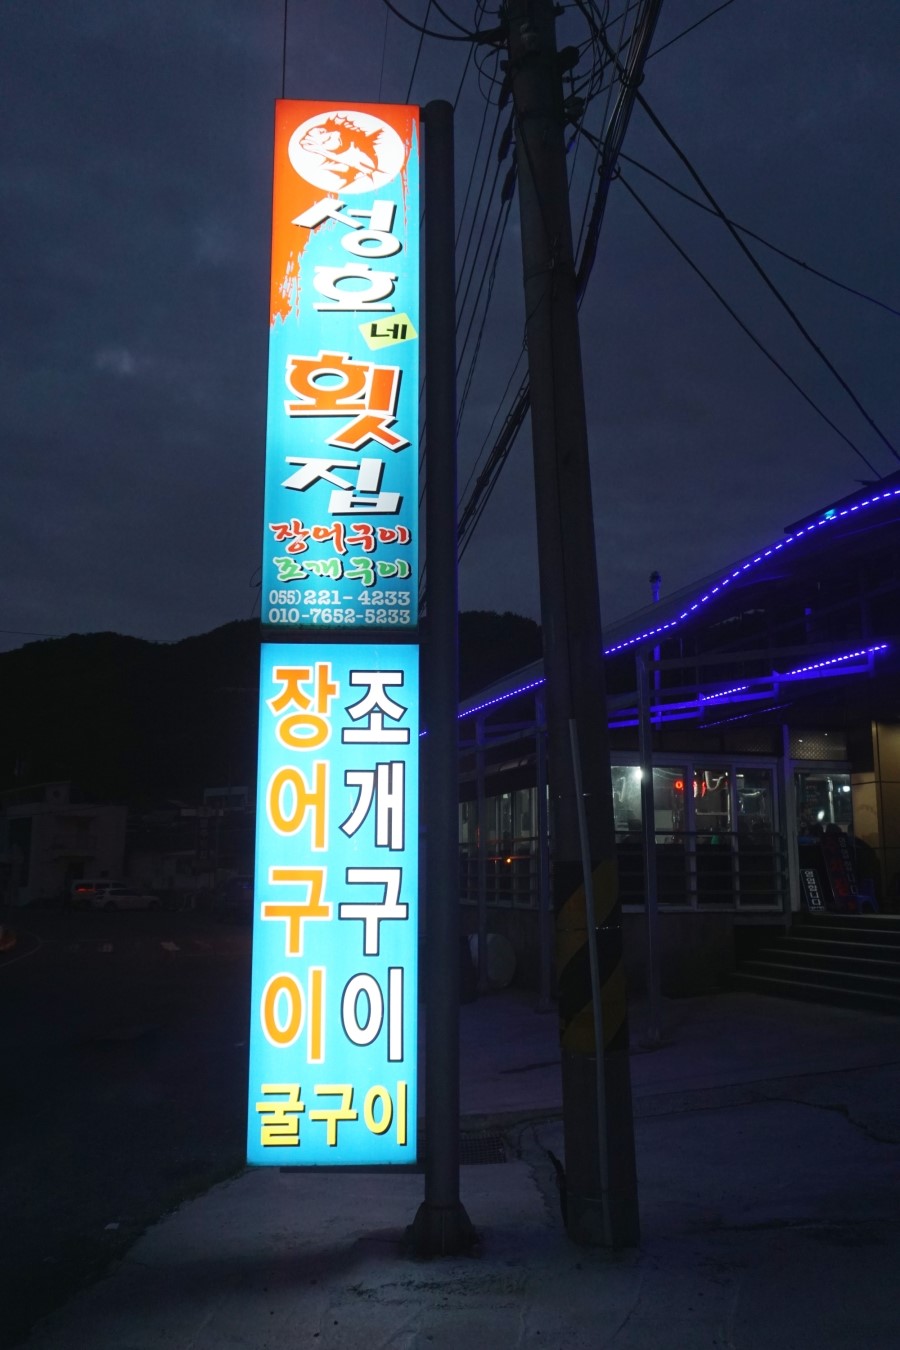 성호네
횟집
장어구이
조개구이
055)221-4233
010-7652-5233
장어구이
조개구이
굴구이